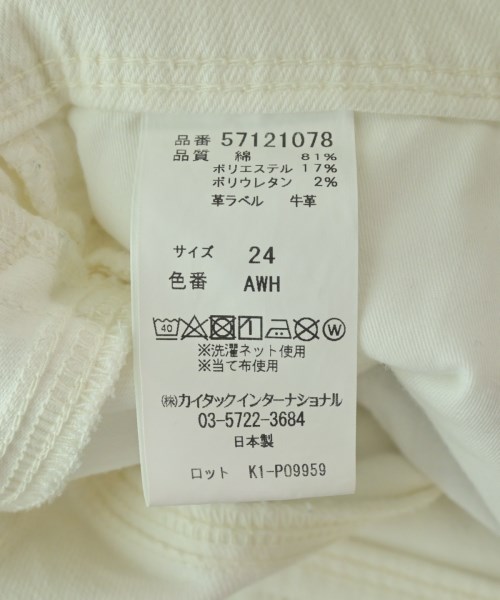 品番 57121078
品質 綿 81%
ポリエステル 17%
ポリウレタン 2%
革ラベル 牛革
サイズ 24
色番 AWH
40 W
※洗濯ネット使用
※当て布使用
㈱カイタックインターナショナル
03-5722-3684
日本製
ロット K1-P09959